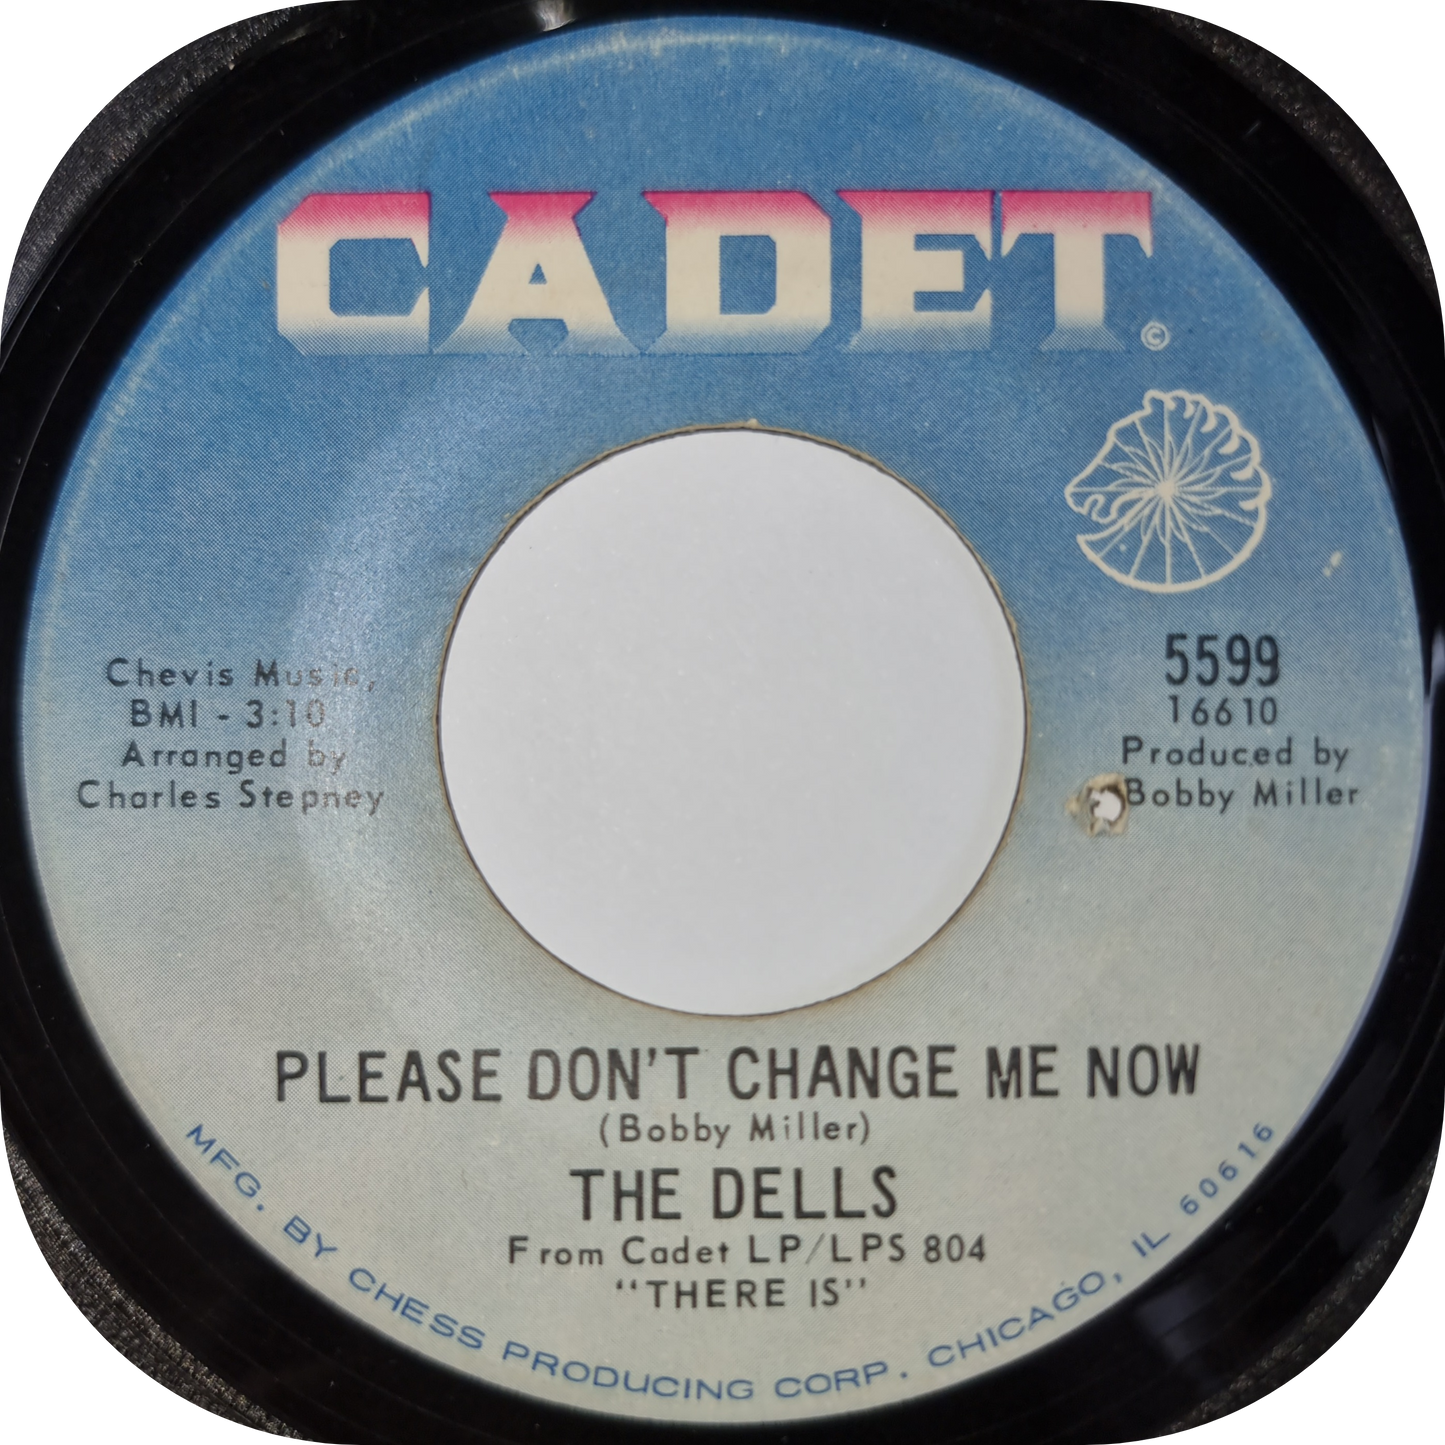 CADET
©
Chevis Music,
BMI - 3:10
Arranged by
Charles Stepney
5599
16610
Produced by
Bobby Miller
PLEASE DON'T CHANGE ME NOW
(Bobby Miller)
THE DELLS
From Cadet LP/LPS 804
"THERE IS"
MFG. BY CHESS PRODUCING CORP. CHICAGO, IL 60616